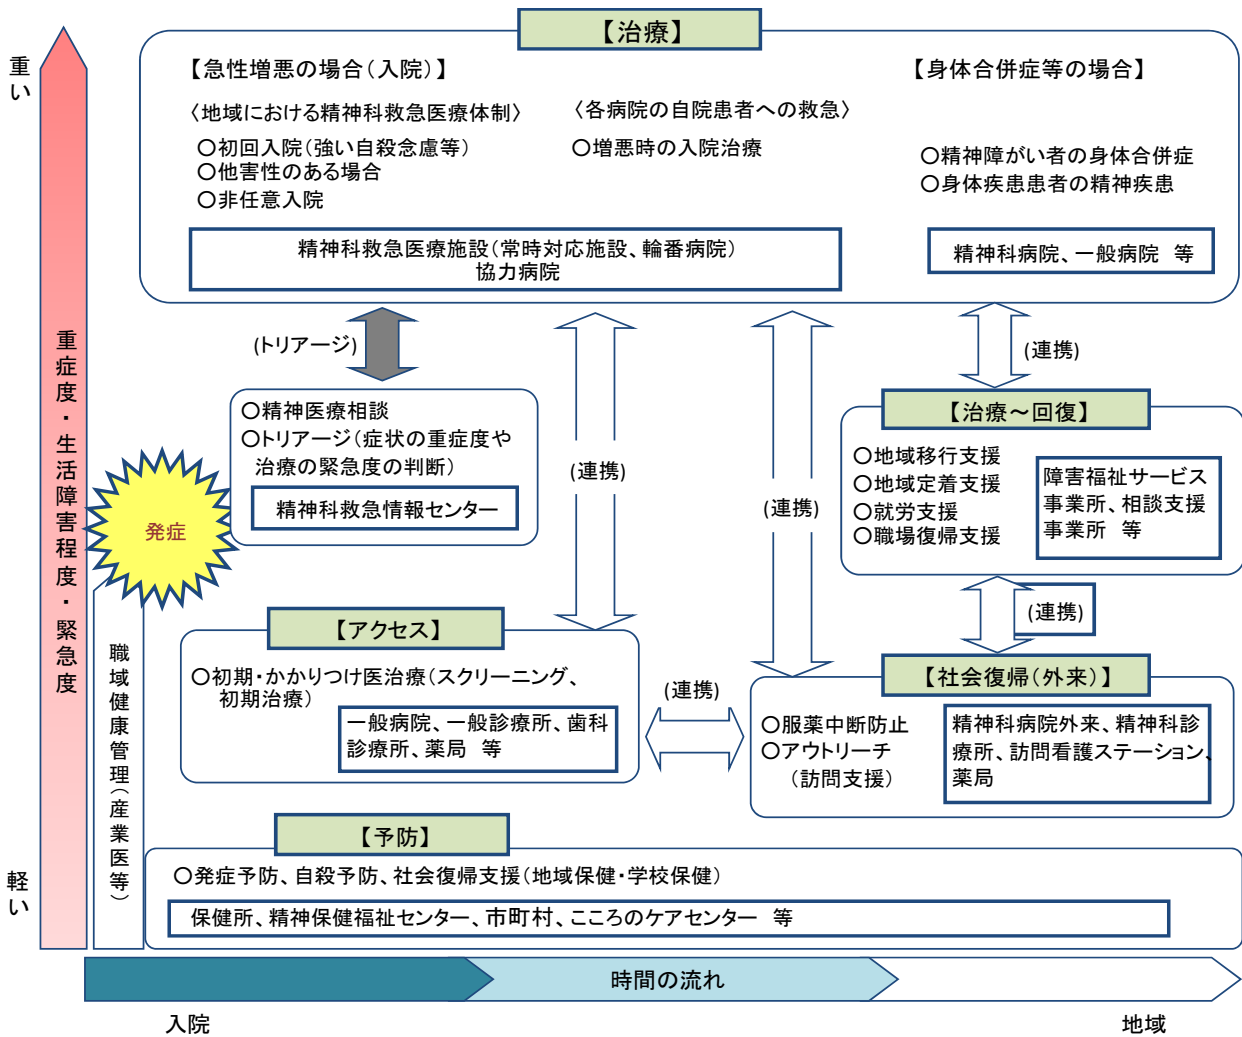 【治療】
重い
【急性増悪の場合(入院)】
【身体合併症等の場合】
〈地域における精神科救急医療体制〉
〈各病院の自院患者への救急〉
○初回入院(強い自殺念慮等)
○他害性のある場合
○非任意入院
○増悪時の入院治療
○精神障がい者の身体合併症
○身体疾患患者の精神疾患
精神科救急医療施設(常時対応施設、輪番病院)
協力病院
精神科病院、一般病院 等
重症度・生活障害程度・緊急度
(トリアージ)
(連携)
(連携)
(連携)
○精神医療相談
○トリアージ(症状の重症度や
治療の緊急度の判断)
精神科救急情報センター
発症
【治療~回復】
○地域移行支援
○地域定着支援
○就労支援
○職場復帰支援
障害福祉サービス
事業所、相談支援
事業所 等
(連携)
職域健康管理(産業医等)
【アクセス】
○初期・かかりつけ医治療(スクリーニング、
初期治療)
一般病院、一般診療所、歯科
診療所、薬局 等
(連携)
【社会復帰(外来)】
○服薬中断防止
○アウトリーチ
(訪問支援)
精神科病院外来、精神科診
療所、訪問看護ステーション、
薬局
【予防】
○発症予防、自殺予防、社会復帰支援(地域保健・学校保健)
保健所、精神保健福祉センター、市町村、こころのケアセンター 等
軽い
時間の流れ
入院
地域